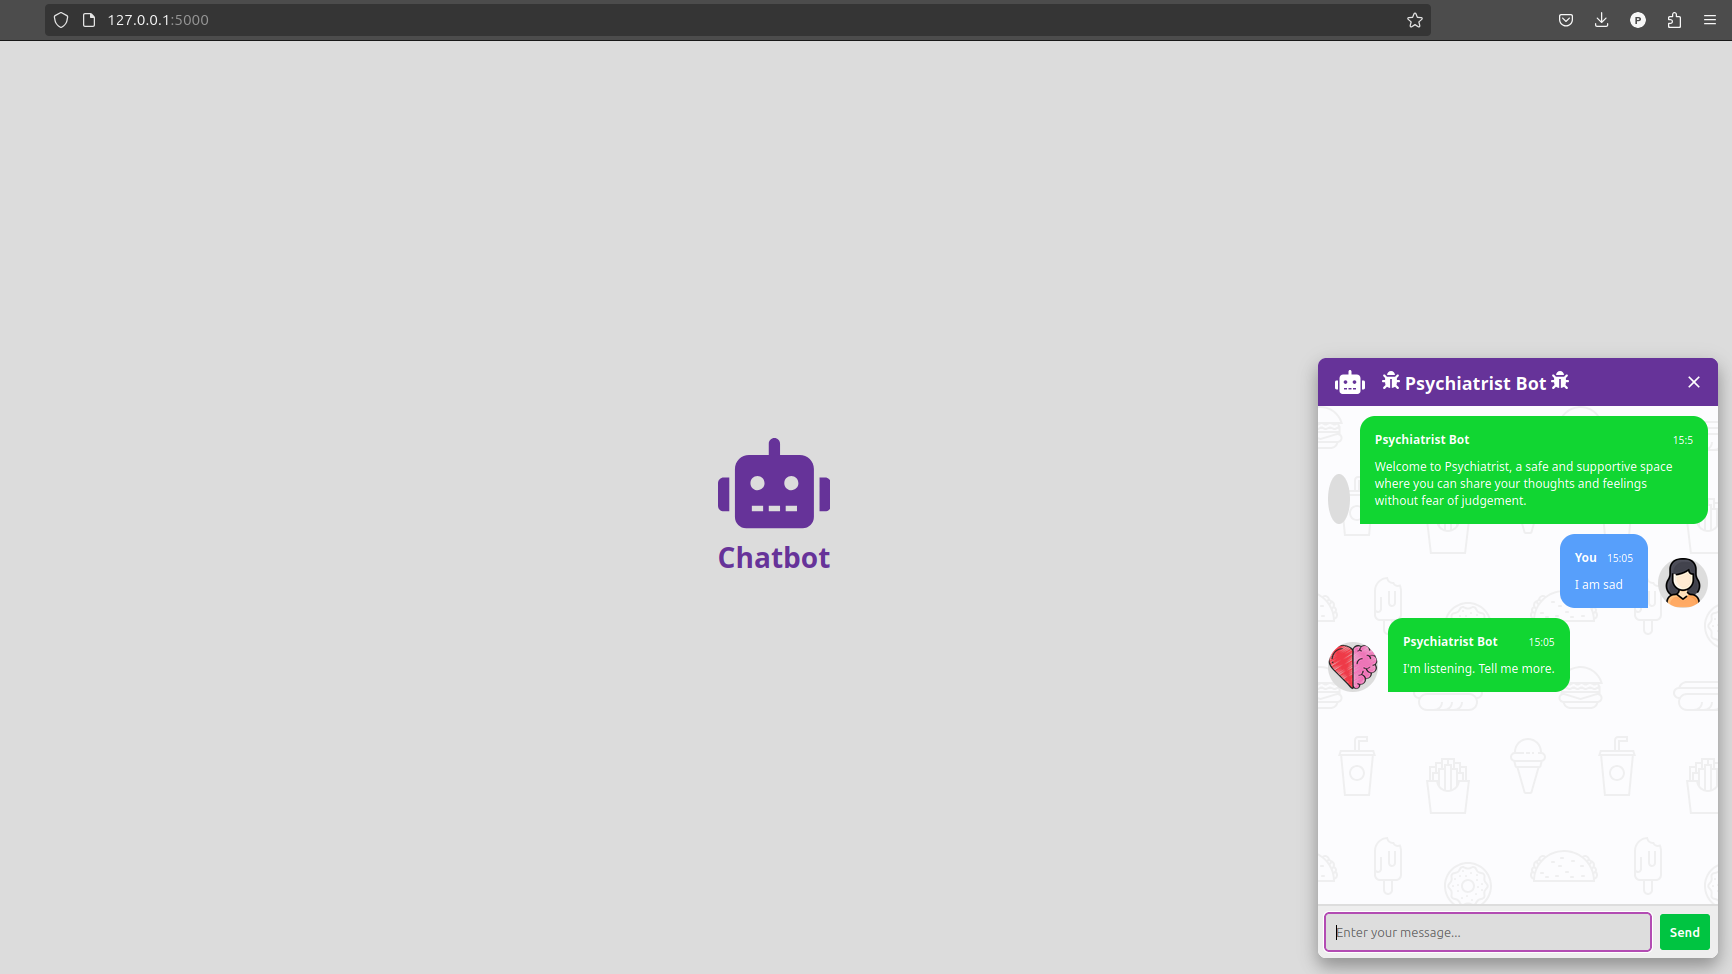 127.0.0.1:5000
Chatbot
Psychiatrist Bot
Psychiatrist Bot 15:5
Welcome to Psychiatrist, a safe and supportive space
where you can share your thoughts and feelings
without fear of judgement.
You 15:05
I am sad
Psychiatrist Bot 15:05
I'm listening. Tell me more.
Enter your message...
Send
P